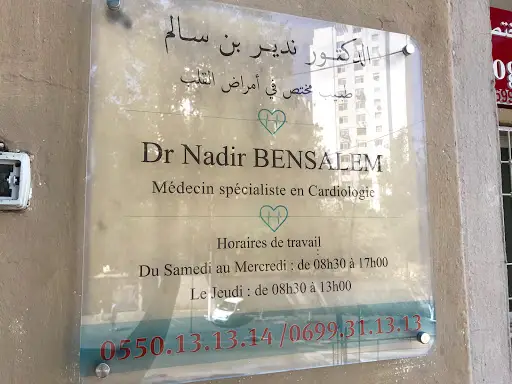 الدكتور ندير بن سالم
طبيب مختص في أمراض القلب
Dr Nadir BENSALEM
Médecin spécialiste en Cardiologie
Horaires de travail
Du Samedi au Mercredi : de 08h30 à 17h00
Le Jeudi : de 08h30 à 13h00
0550.13.13.14 /0699.31.13.13